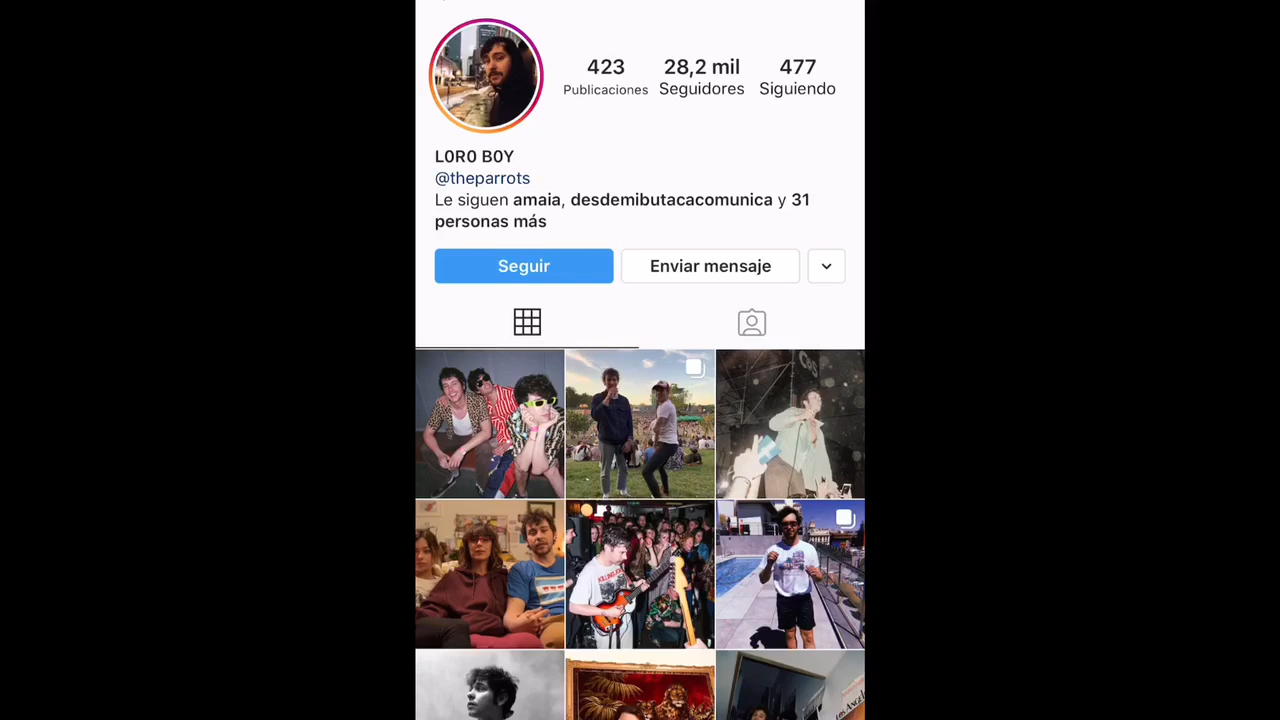 423 28,2 mil 477
Publicaciones Seguidores Siguiendo
L0R0 B0Y
@theparrots
Le siguen amaia, desdemibutacacomunica y 31
personas más
Seguir Enviar mensaje